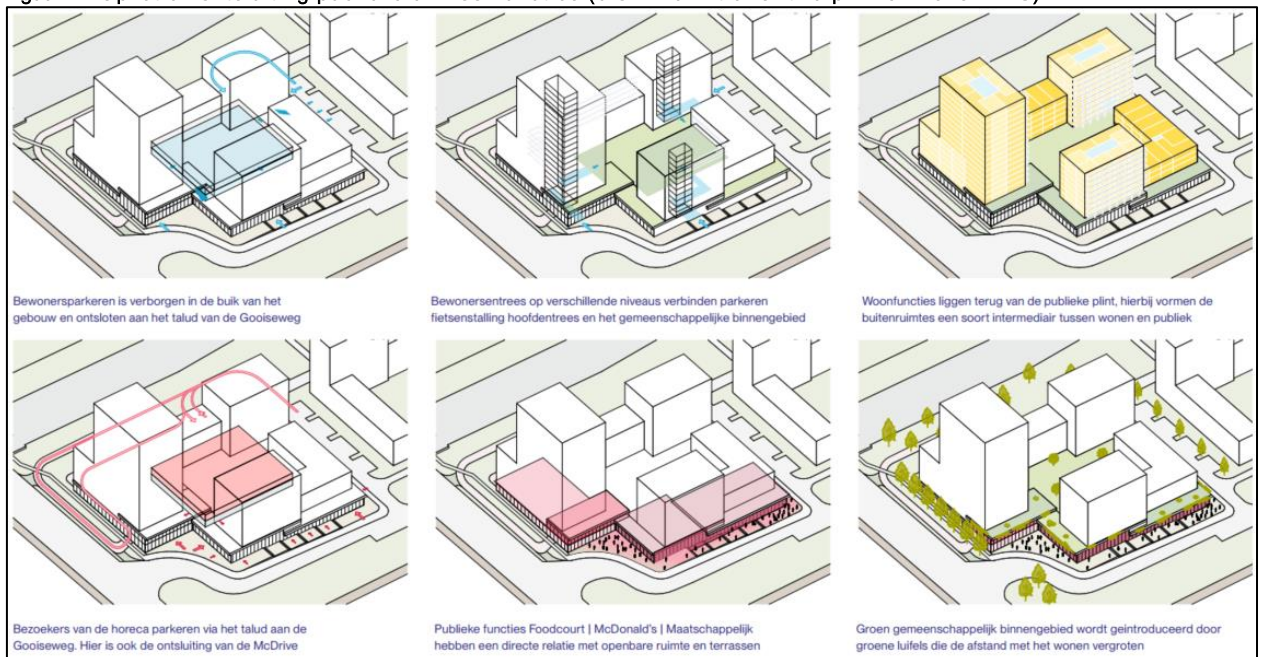 Bewonersparkeren is verborgen in de buik van het
gebouw en ontsloten aan het talud van de Gooiseweg
Bewonersentrees op verschillende niveaus verbinden parkeren
fietsenstalling hoofdentrees en het gemeenschappelijke binnengebied
Woonfuncties liggen terug van de publieke plint, hierbij vormen de
buitenruimtes een soort intermediair tussen wonen en publiek
Bezoekers van de horeca parkeren via het talud aan de
Gooiseweg. Hier is ook de ontsluiting van de McDrive
Publieke functies Foodcourt | McDonald's | Maatschappelijk
hebben een directe relatie met openbare ruimte en terrassen
Groen gemeenschappelijk binnengebied wordt geintroduceerd door
groene luifels die de afstand met het wonen vergroten